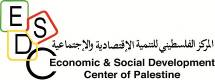 ESDC
المركز الفلسطيني للتنمية الإقتصادية والإجتماعية
Economic & Social Development
Center of Palestine